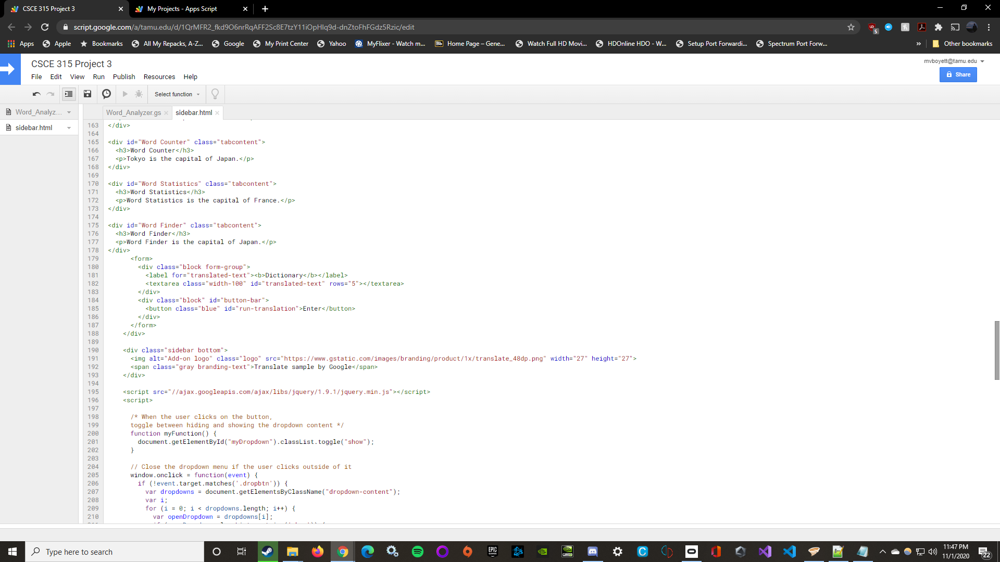 CSCE 315 Project 3
My Projects - Apps Script
script.google.com/a/tamu.edu/d/1QrMFR2_fkd9O6nrRqAFF2Sc8E7tzY11iOpHlq9d-dnZtoFhFGdz5Rzic/edit
5
Apps Apple Bookmarks All My Repacks, A-Z... Google My Print Center Yahoo MyFlixer - Watch m... Bb Home Page – Gene... Watch Full HD Movi... HDOnline HDO - W... Setup Port Forwardi... Spectrum Port Forw... » Other bookmarks
CSCE 315 Project 3
mvboyett@tamu.edu
File Edit View Run Publish Resources Help
Share
Select function
Word_Analyz...
sidebar.html
Word_Analyzer.gs
sidebar.html
163 </div>
164
165 <div id="Word Counter" class="tabcontent">
166 <h3>Word Counter</h3>
167 <p>Tokyo is the capital of Japan.</p>
168 </div>
169
170 <div id="Word Statistics" class="tabcontent">
171 <h3>Word Statistics</h3>
172 <p>Word Statistics is the capital of France.</p>
173 </div>
174
175 <div id="Word Finder" class="tabcontent">
176 <h3>Word Finder</h3>
177 <p>Word Finder is the capital of Japan.</p>
178 </div>
179 <form>
180 <div class="block form-group">
181 <label for="translated-text"><b>Dictionary</b></label>
182 <textarea class="width-100" id="translated-text" rows="5"></textarea>
183 </div>
184 <div class="block" id="button-bar">
185 <button class="blue" id="run-translation">Enter</button>
186 </div>
187 </form>
188 </div>
189
190 <div class="sidebar bottom">
191 <img alt="Add-on logo" class="logo" src="https://www.gstatic.com/images/branding/product/1x/translate_48dp.png" width="27" height="27">
192 <span class="gray branding-text">Translate sample by Google</span>
193 </div>
194
195 <script src="//ajax.googleapis.com/ajax/libs/jquery/1.9.1/jquery.min.js"></script>
196 <script>
197
198 /* When the user clicks on the button,
199 toggle between hiding and showing the dropdown content */
200 function myFunction() {
201 document.getElementById("myDropdown").classList.toggle("show");
202 }
203
204 // Close the dropdown menu if the user clicks outside of it
205 window.onclick = function(event) {
206 if (!event.target.matches('.dropbtn')) {
207 var dropdowns = document.getElementsByClassName("dropdown-content");
208 var i;
209 for (i = 0; i < dropdowns.length; i++) {
210 var openDropdown = dropdowns[i];
Type here to search
EPIC GAMES
11:47 PM
11/1/2020
22